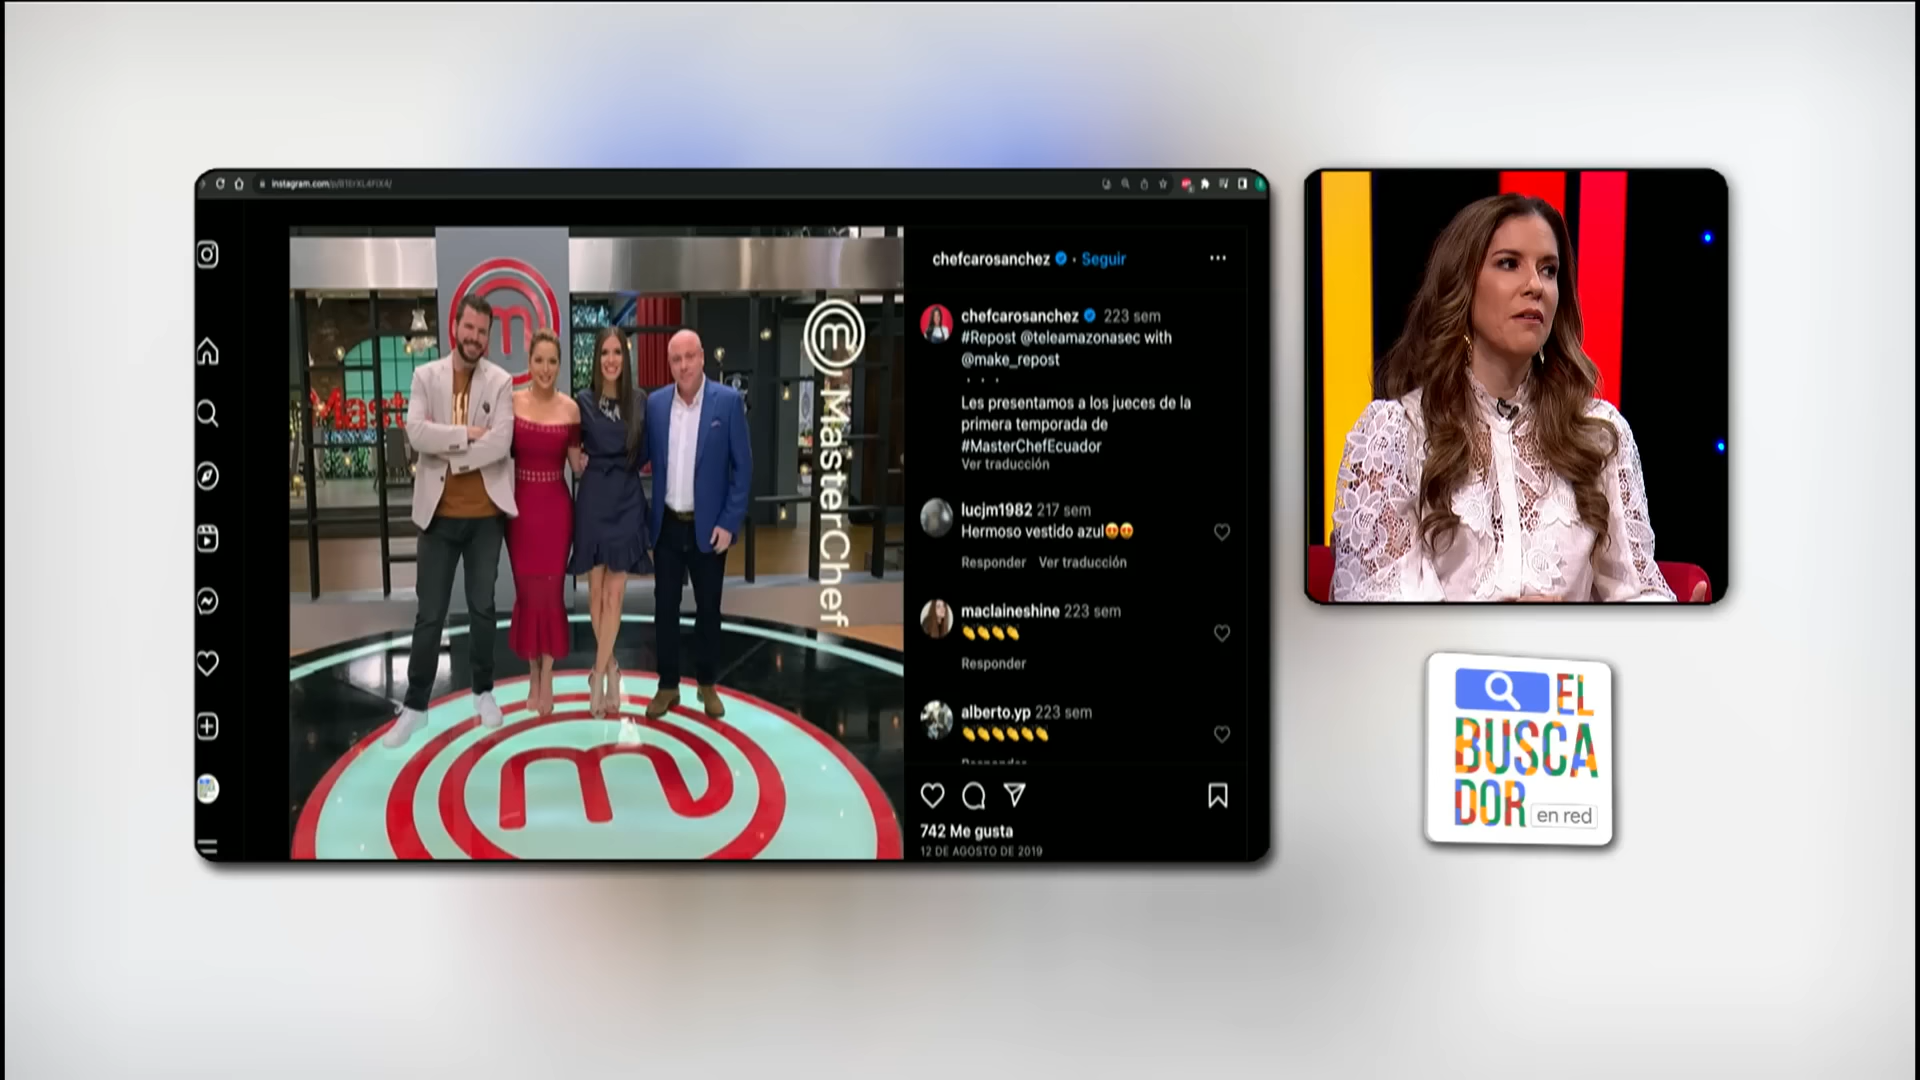 instagram.com
chefcarosanchez • Seguir
chefcarosanchez 223 sem
#Repost @teleamazonasec with
@make_repost
・・・
Les presentamos a los jueces de la
primera temporada de
#MasterChefEcuador
Ver traducción
lucjm1982 217 sem
Hermoso vestido azul😍😍
Responder Ver traducción
maclaineshine 223 sem
👏👏👏👏
Responder
alberto.yp 223 sem
👏👏👏👏👏👏
Responder
742 Me gusta
12 DE AGOSTO DE 2019
MasterChef
Mast
EL
BUSCA
DOR
en red